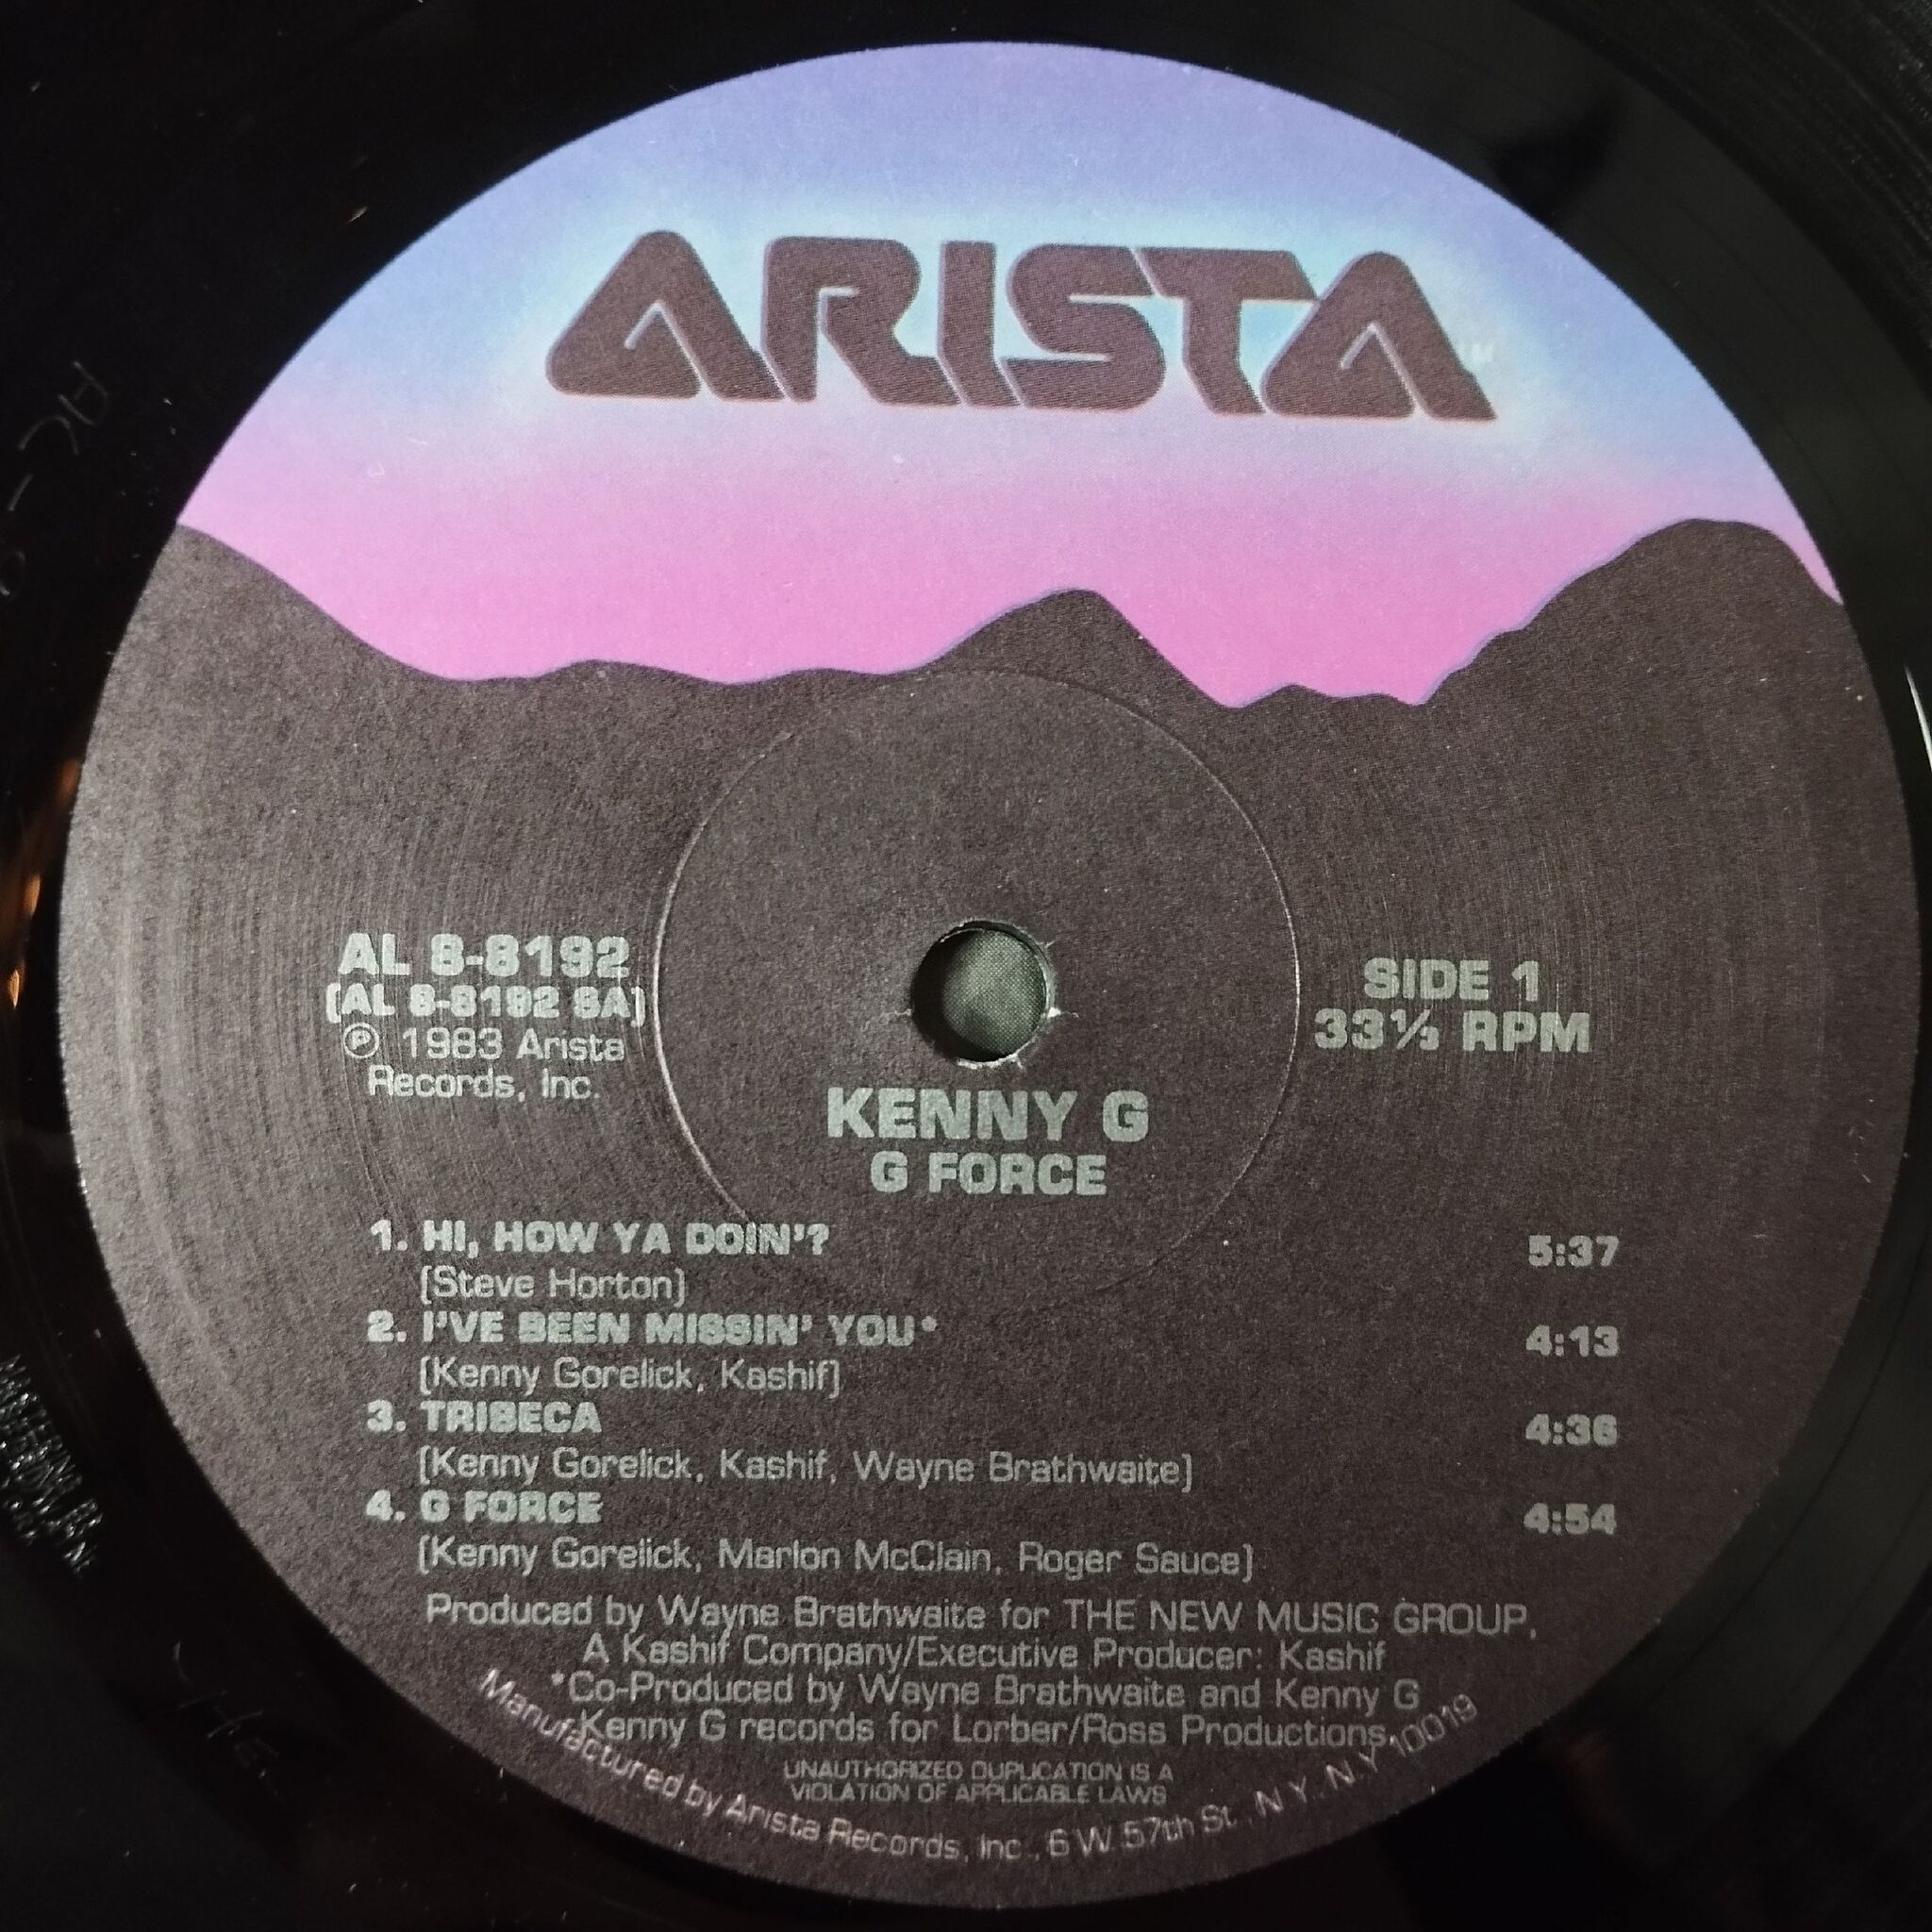 ARISTA
AL 8-8192
(AL 8-8192 SA)
Ⓟ 1983 Arista
Records, Inc.
SIDE 1
33⅓ RPM
KENNY G
G FORCE
1. HI, HOW YA DOIN'? 5:37
(Steve Horton)
2. I'VE BEEN MISSIN' YOU* 4:13
(Kenny Gorelick, Kashif)
3. TRIBECA 4:36
(Kenny Gorelick, Kashif, Wayne Brathwaite)
4. G FORCE 4:54
(Kenny Gorelick, Marlon McClain, Roger Sauce)
Produced by Wayne Brathwaite for THE NEW MUSIC GROUP,
A Kashif Company/Executive Producer: Kashif
*Co-Produced by Wayne Brathwaite and Kenny G
Kenny G records for Lorber/Ross Productions
UNAUTHORIZED DUPLICATION IS A
VIOLATION OF APPLICABLE LAWS
Manufactured by Arista Records, Inc., 6 W. 57th St., N.Y., N.Y. 10019